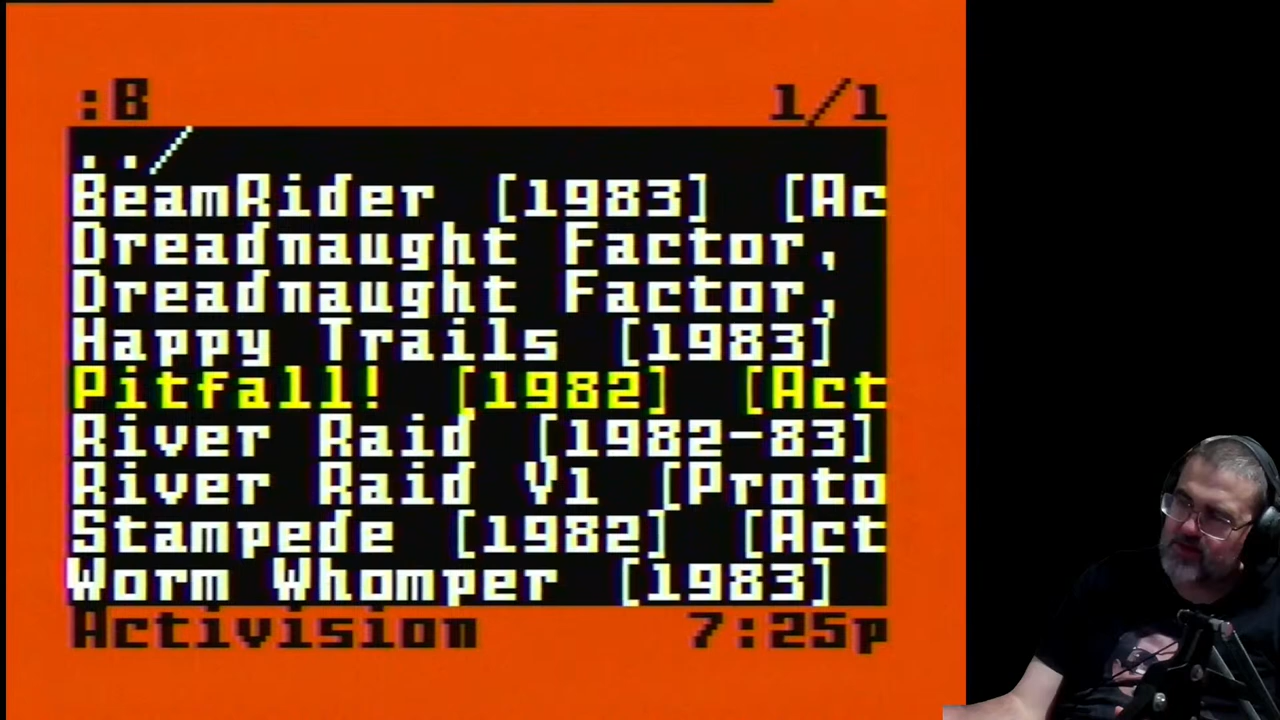 :B 1/1
../
BeamRider [1983] [Ac
Dreadnaught Factor,
Dreadnaught Factor,
Happy Trails [1983]
Pitfall! [1982] [Act
River Raid [1982-83]
River Raid V1 [Proto
Stampede [1982] [Act
Worm Whomper [1983]
Activision 7:25p